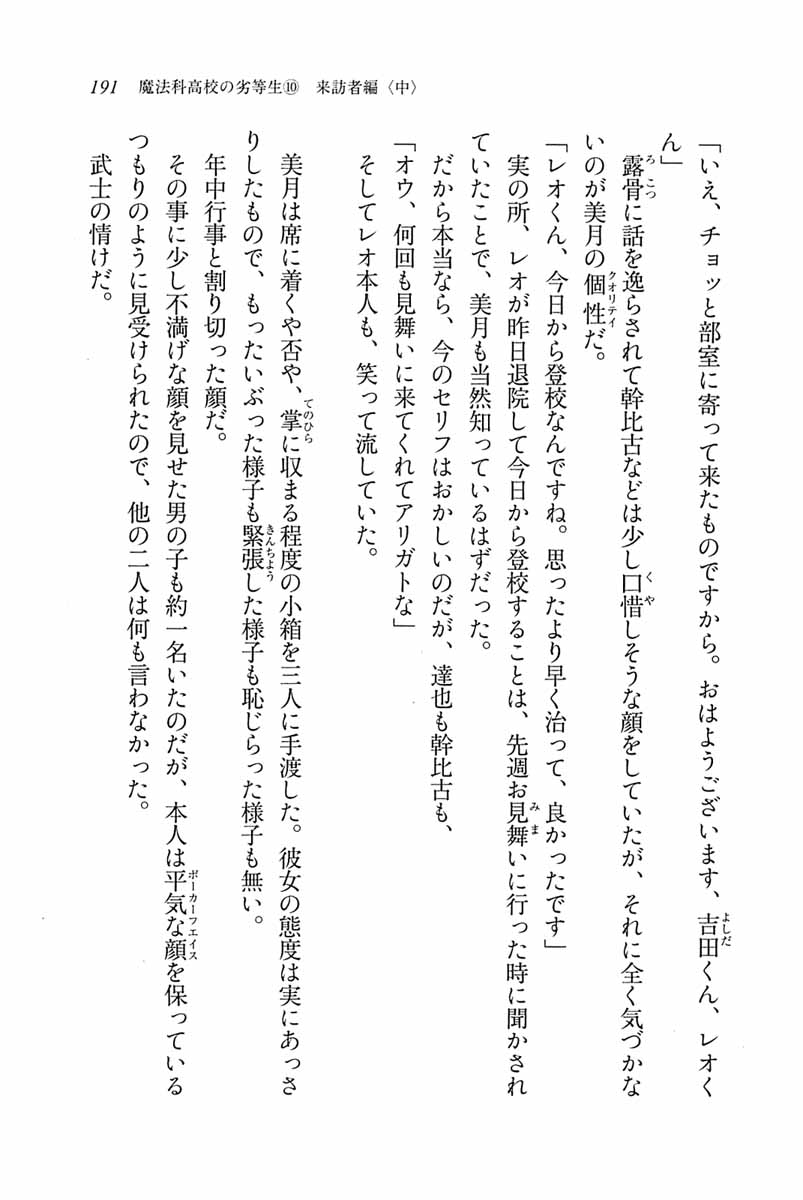 191　魔法科高校の劣等生⑩　来訪者編〈中〉
「いえ、チョッと部室に寄って来たものですから。おはようございます、吉田くん、レオく
ん」
　露骨に話を逸らされて幹比古などは少し口惜しそうな顔をしていたが、それに全く気づかな
いのが美月の個性だ。
「レオくん、今日から登校なんですね。思ったより早く治って、良かったです」
　実の所、レオが昨日退院して今日から登校することは、先週お見舞いに行った時に聞かされ
ていたことで、美月も当然知っているはずだった。
　だから本当なら、今のセリフはおかしいのだが、達也も幹比古も、
「オウ、何回も見舞いに来てくれてアリガトな」
　そしてレオ本人も、笑って流していた。
　美月は席に着くや否や、掌に収まる程度の小箱を三人に手渡した。彼女の態度は実にあっさ
りしたもので、もったいぶった様子も緊張した様子も恥じらった様子も無い。
　年中行事と割り切った顔だ。
　その事に少し不満げな顔を見せた男の子も約一名いたのだが、本人は平気な顔を保っている
つもりのように見受けられたので、他の二人は何も言わなかった。
　武士の情けだ。